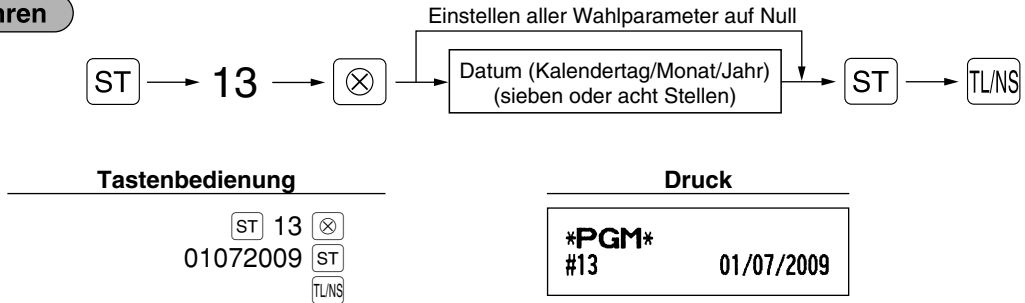 Einstellen aller Wahlparameter auf Null
ST 13 ⊗ Datum (Kalendertag/Monat/Jahr) ST TL/NS
(sieben oder acht Stellen)
Tastenbedienung Druck
ST 13 ⊗
01072009 ST
TL/NS
*PGM*
#13 01/07/2009